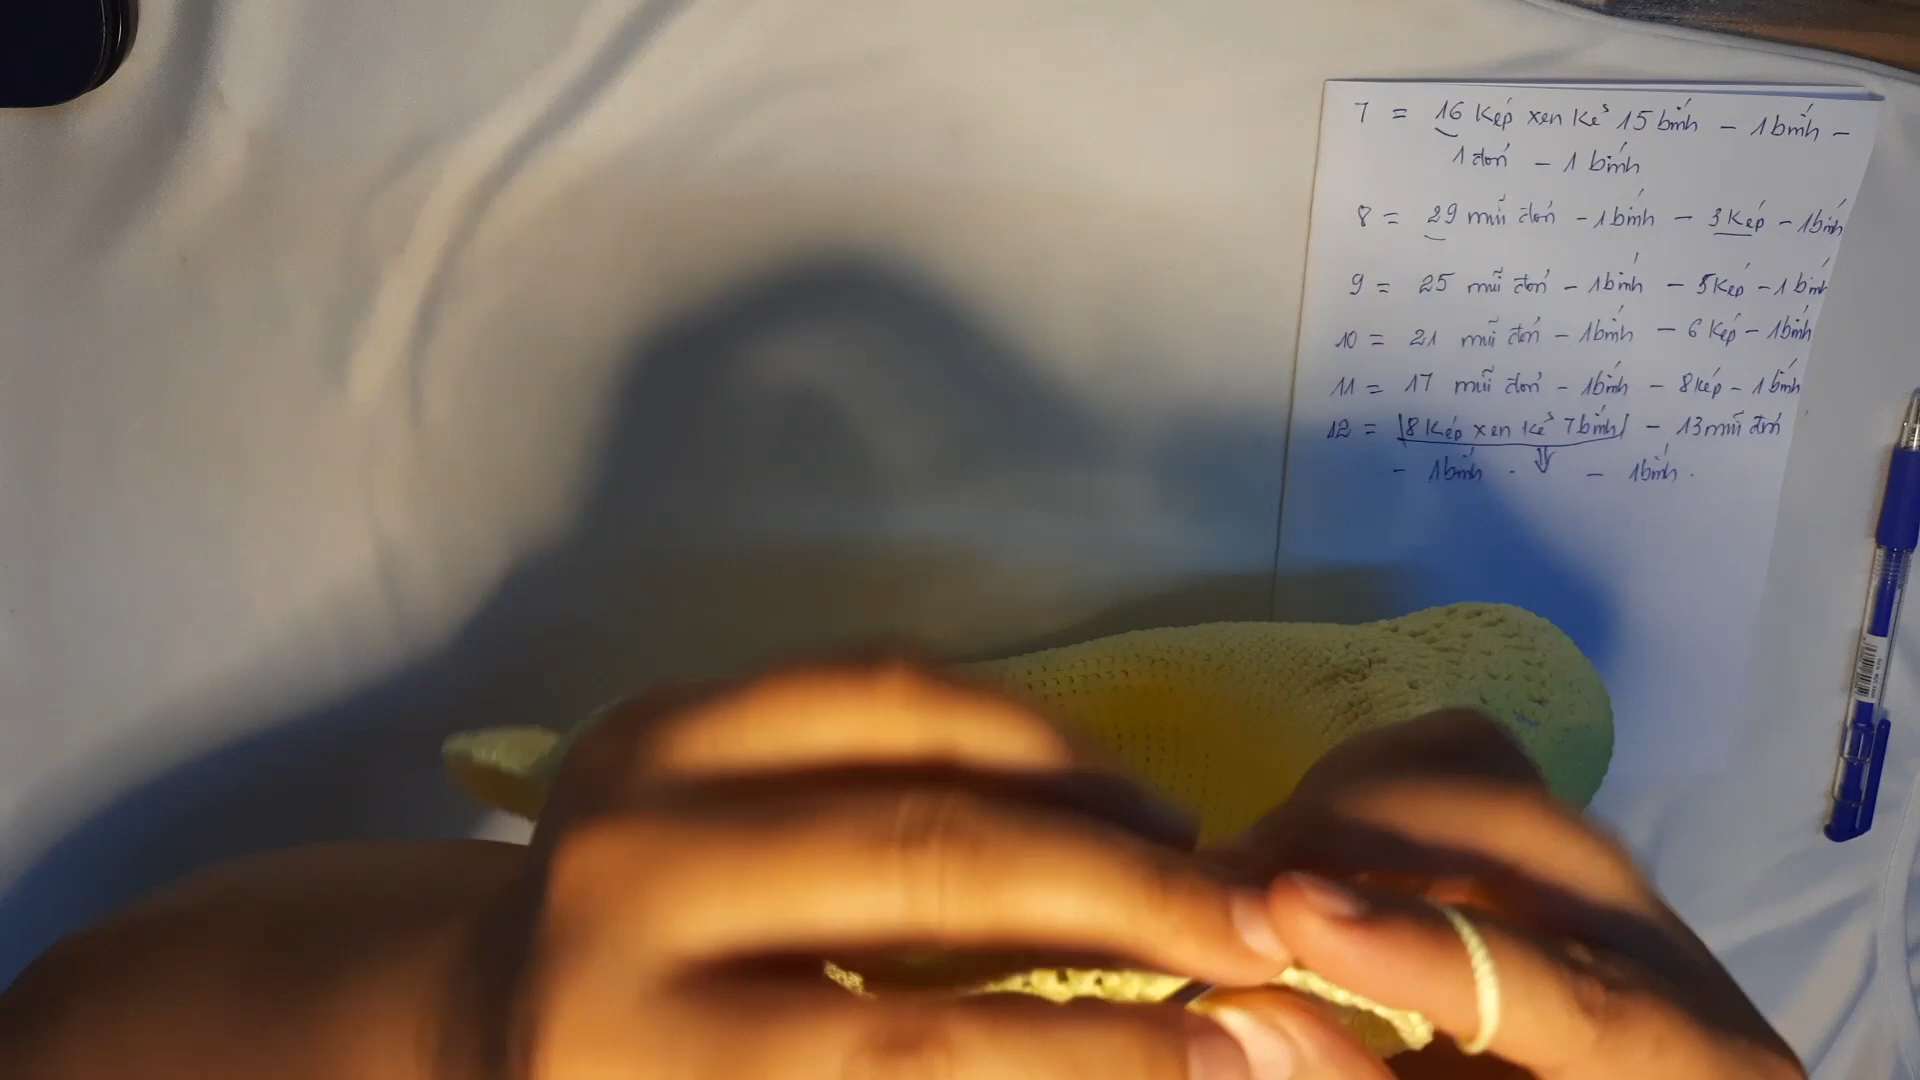 7 = 16 kép xen kẽ 15 bính - 1 bính -
1 đơn - 1 bính
8 = 29 mũi đơn - 1 bính - 3 kép - 1 bính
9 = 25 mũi đơn - 1 bính - 5 kép - 1 bính
10 = 21 mũi đơn - 1 bính - 6 kép - 1 bính
11 = 17 mũi đơn - 1 bính - 8 kép - 1 bính
12 = |8 kép xen kẽ 7 bính| - 13 mũi đơn
- 1 bính - ⇓ - 1 bính.